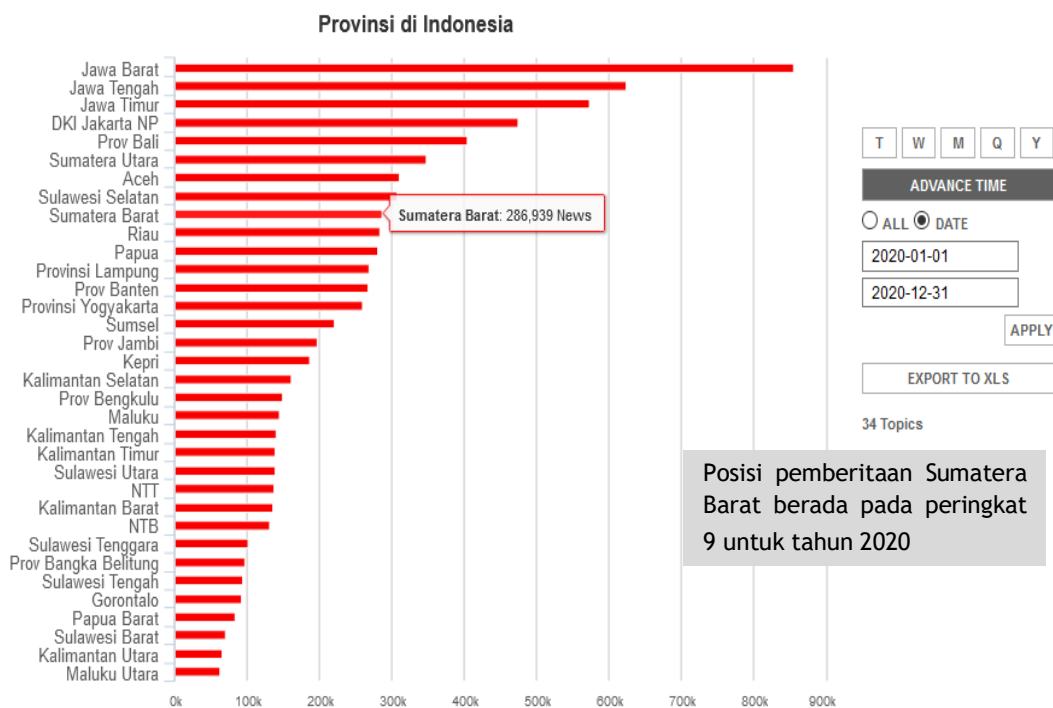 Provinsi di Indonesia
Jawa Barat
Jawa Tengah
Jawa Timur
DKI Jakarta NP
Prov Bali
Sumatera Utara
Aceh
Sulawesi Selatan
Sumatera Barat
Riau
Papua
Provinsi Lampung
Prov Banten
Provinsi Yogyakarta
Sumsel
Prov Jambi
Kepri
Kalimantan Selatan
Prov Bengkulu
Maluku
Kalimantan Tengah
Kalimantan Timur
Sulawesi Utara
NTT
Kalimantan Barat
NTB
Sulawesi Tenggara
Prov Bangka Belitung
Sulawesi Tengah
Gorontalo
Papua Barat
Sulawesi Barat
Kalimantan Utara
Maluku Utara
0k 100k 200k 300k 400k 500k 600k 700k 800k 900k
Sumatera Barat: 286,939 News
T W M Q Y
ADVANCE TIME
ALL DATE
2020-01-01
2020-12-31
APPLY
EXPORT TO XLS
34 Topics
Posisi pemberitaan Sumatera
Barat berada pada peringkat
9 untuk tahun 2020